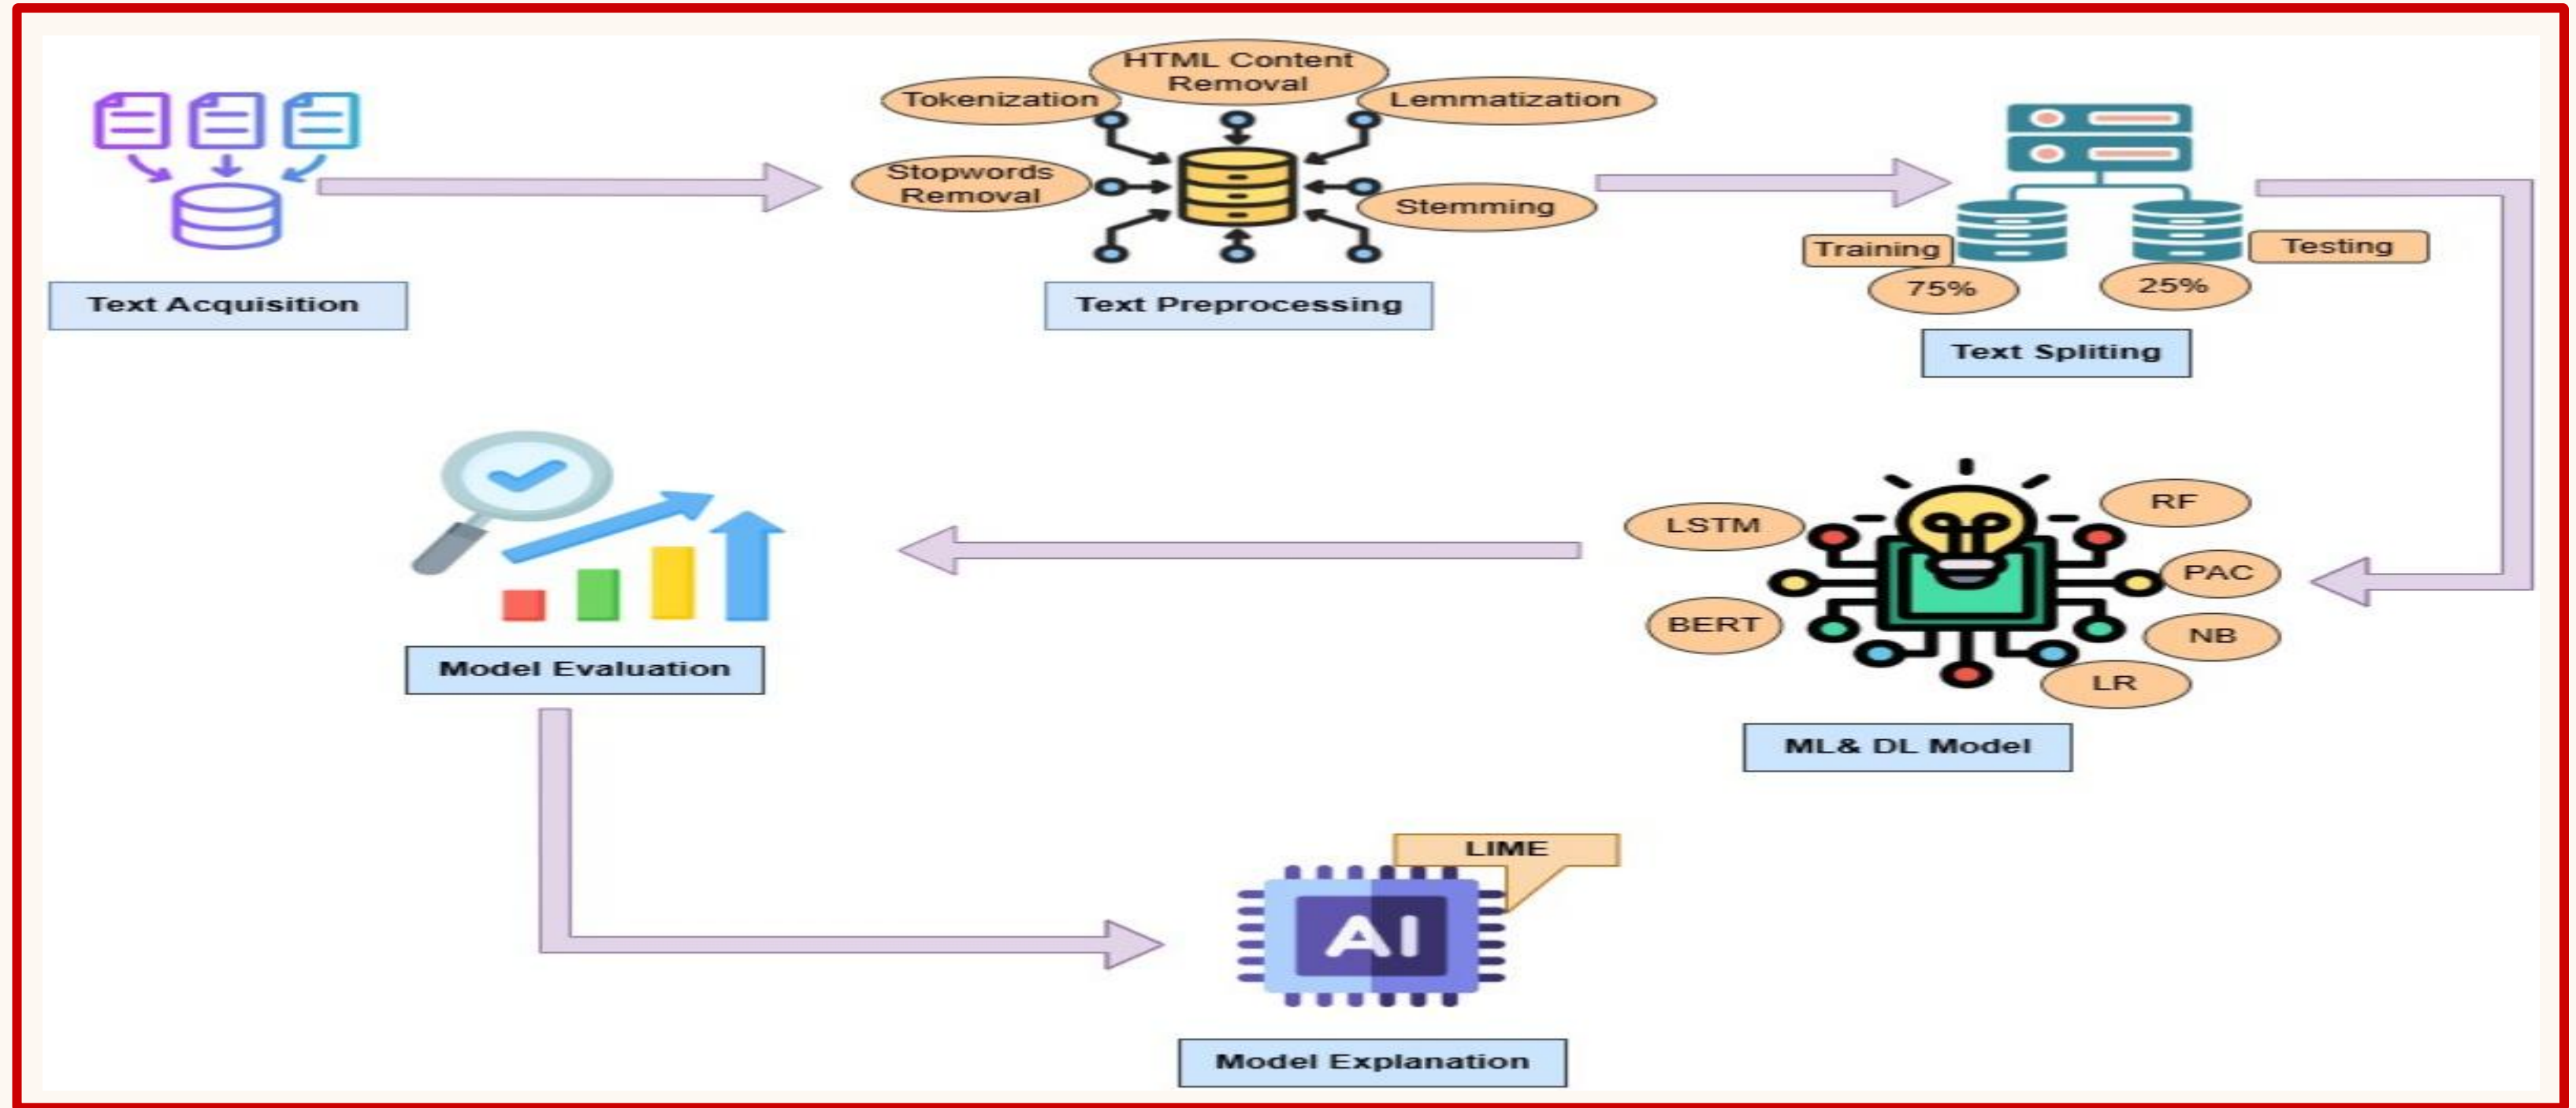 HTML Content
Removal
Tokenization
Lemmatization
Stopwords
Removal
Stemming
Text Acquisition
Text Preprocessing
Training
Testing
75%
25%
Text Spliting
LSTM
RF
PAC
BERT
NB
LR
ML& DL Model
Model Evaluation
LIME
AI
Model Explanation